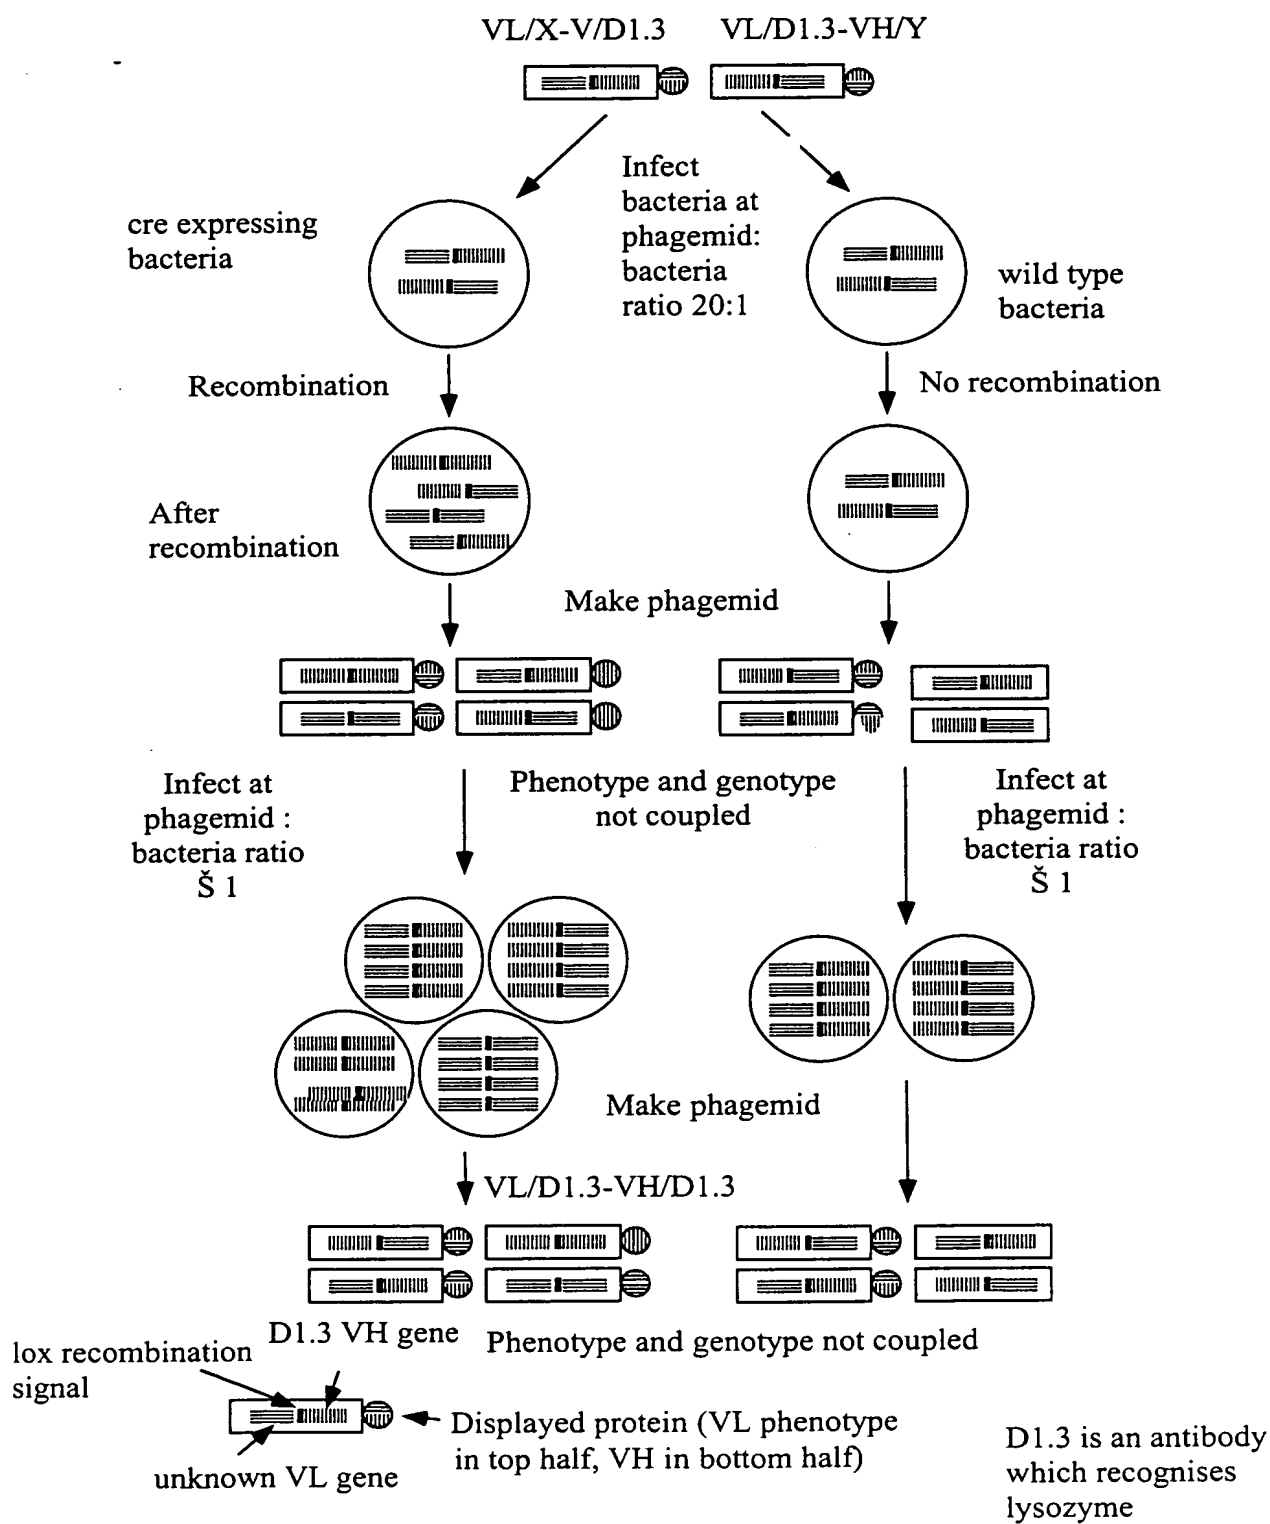 VL/X-V/D1.3
VL/D1.3-VH/Y
Infect
bacteria at
phagemid:
bacteria
ratio 20:1
cre expressing
bacteria
wild type
bacteria
Recombination
No recombination
After
recombination
Make phagemid
Infect at
phagemid :
bacteria ratio
Š 1
Phenotype and genotype
not coupled
Infect at
phagemid :
bacteria ratio
Š 1
Make phagemid
VL/D1.3-VH/D1.3
D1.3 VH gene
Phenotype and genotype not coupled
lox recombination
signal
Displayed protein (VL phenotype
in top half, VH in bottom half)
unknown VL gene
D1.3 is an antibody
which recognises
lysozyme